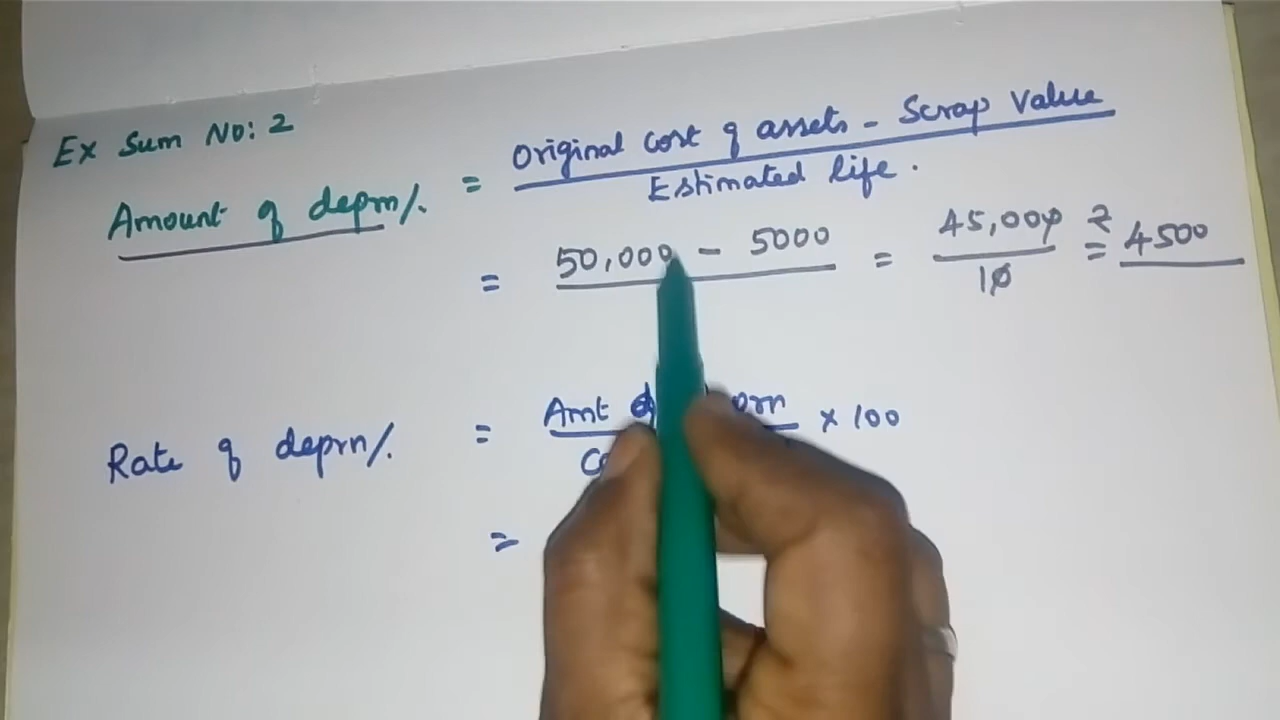 Ex Sum No: 2
Amount of deprn/. = Original Cost of assets - Scrap Value
Estimated life.
= 50,000 - 5000 = 45,000 = 4500
10
Rate of deprn/. = Amt × 100
=